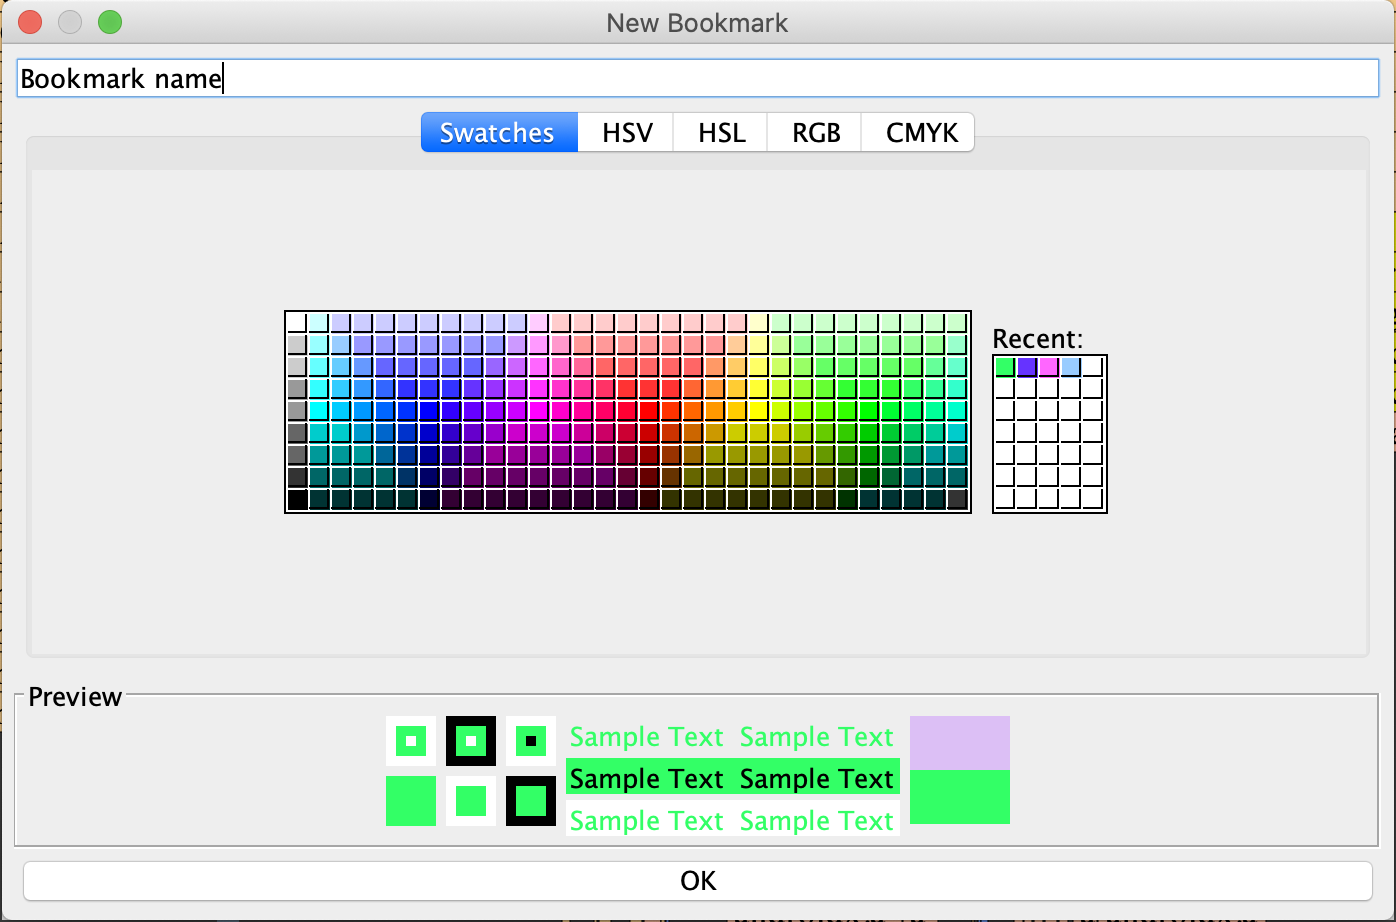 New Bookmark
Bookmark name
Swatches HSV HSL RGB CMYK
Recent:
Preview
Sample Text Sample Text
Sample Text Sample Text
Sample Text Sample Text
OK